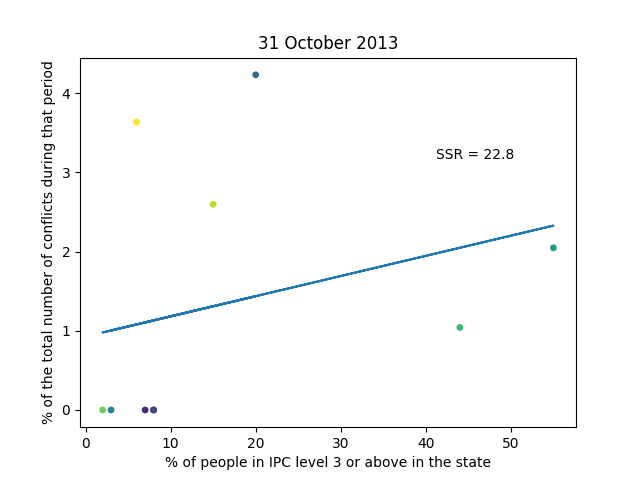 31 October 2013
% of the total number of conflicts during that period
4
3
2
1
0
SSR = 22.8
0 10 20 30 40 50
% of people in IPC level 3 or above in the state